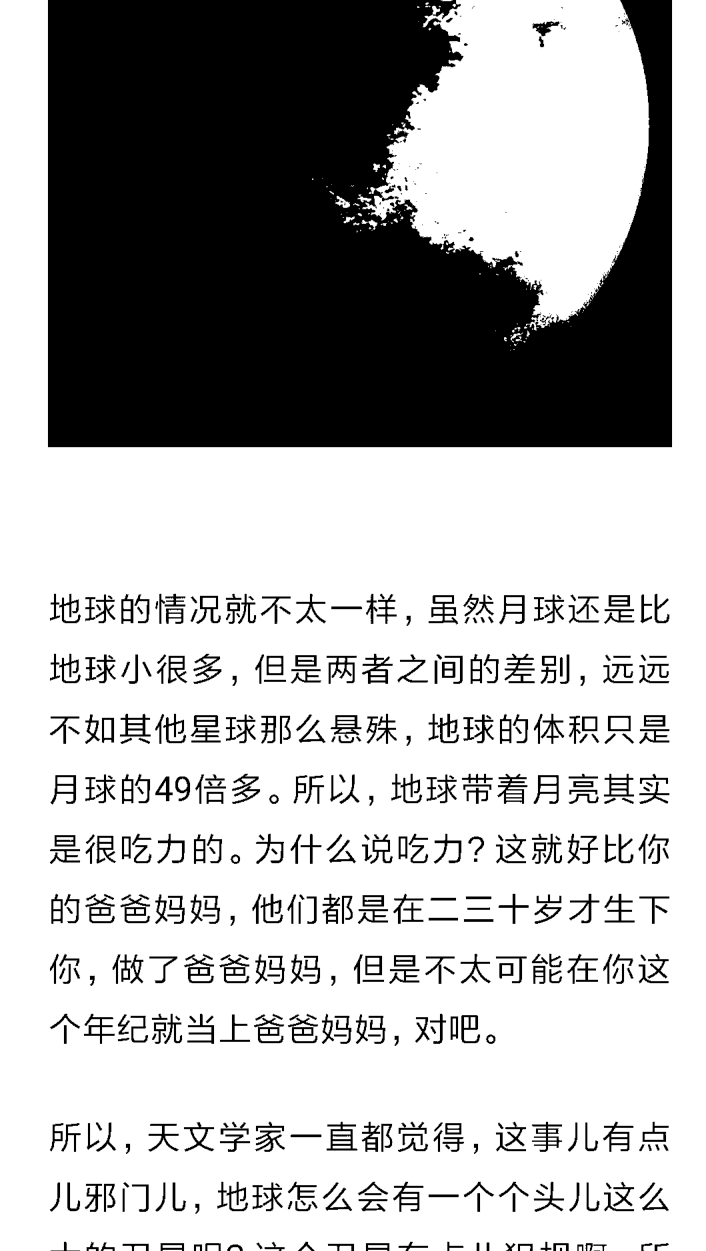 地球的情况就不太一样，虽然月球还是比
地球小很多，但是两者之间的差别，远远
不如其他星球那么悬殊，地球的体积只是
月球的49倍多。所以，地球带着月亮其实
是很吃力的。为什么说吃力？这就好比你
的爸爸妈妈，他们都是在二三十岁才生下
你，做了爸爸妈妈，但是不太可能在你这
个年纪就当上爸爸妈妈，对吧。
所以，天文学家一直都觉得，这事儿有点
儿邪门儿，地球怎么会有一个个头儿这么